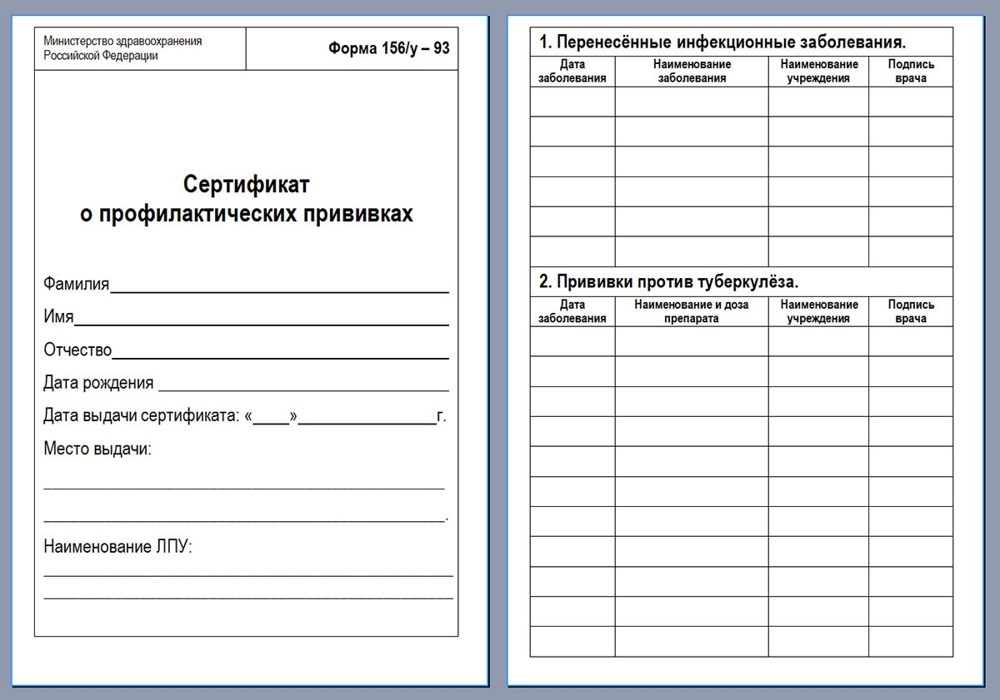 Министерство здравоохранения
Российской Федерации
Форма 156/у – 93
Сертификат
о профилактических прививках
Фамилия
Имя
Отчество
Дата рождения
Дата выдачи сертификата: «____»_______________г.
Место выдачи:
.
Наименование ЛПУ:
1. Перенесённые инфекционные заболевания.
Дата заболевания
Наименование заболевания
Наименование учреждения
Подпись врача
2. Прививки против туберкулёза.
Дата заболевания
Наименование и доза препарата
Наименование учреждения
Подпись врача